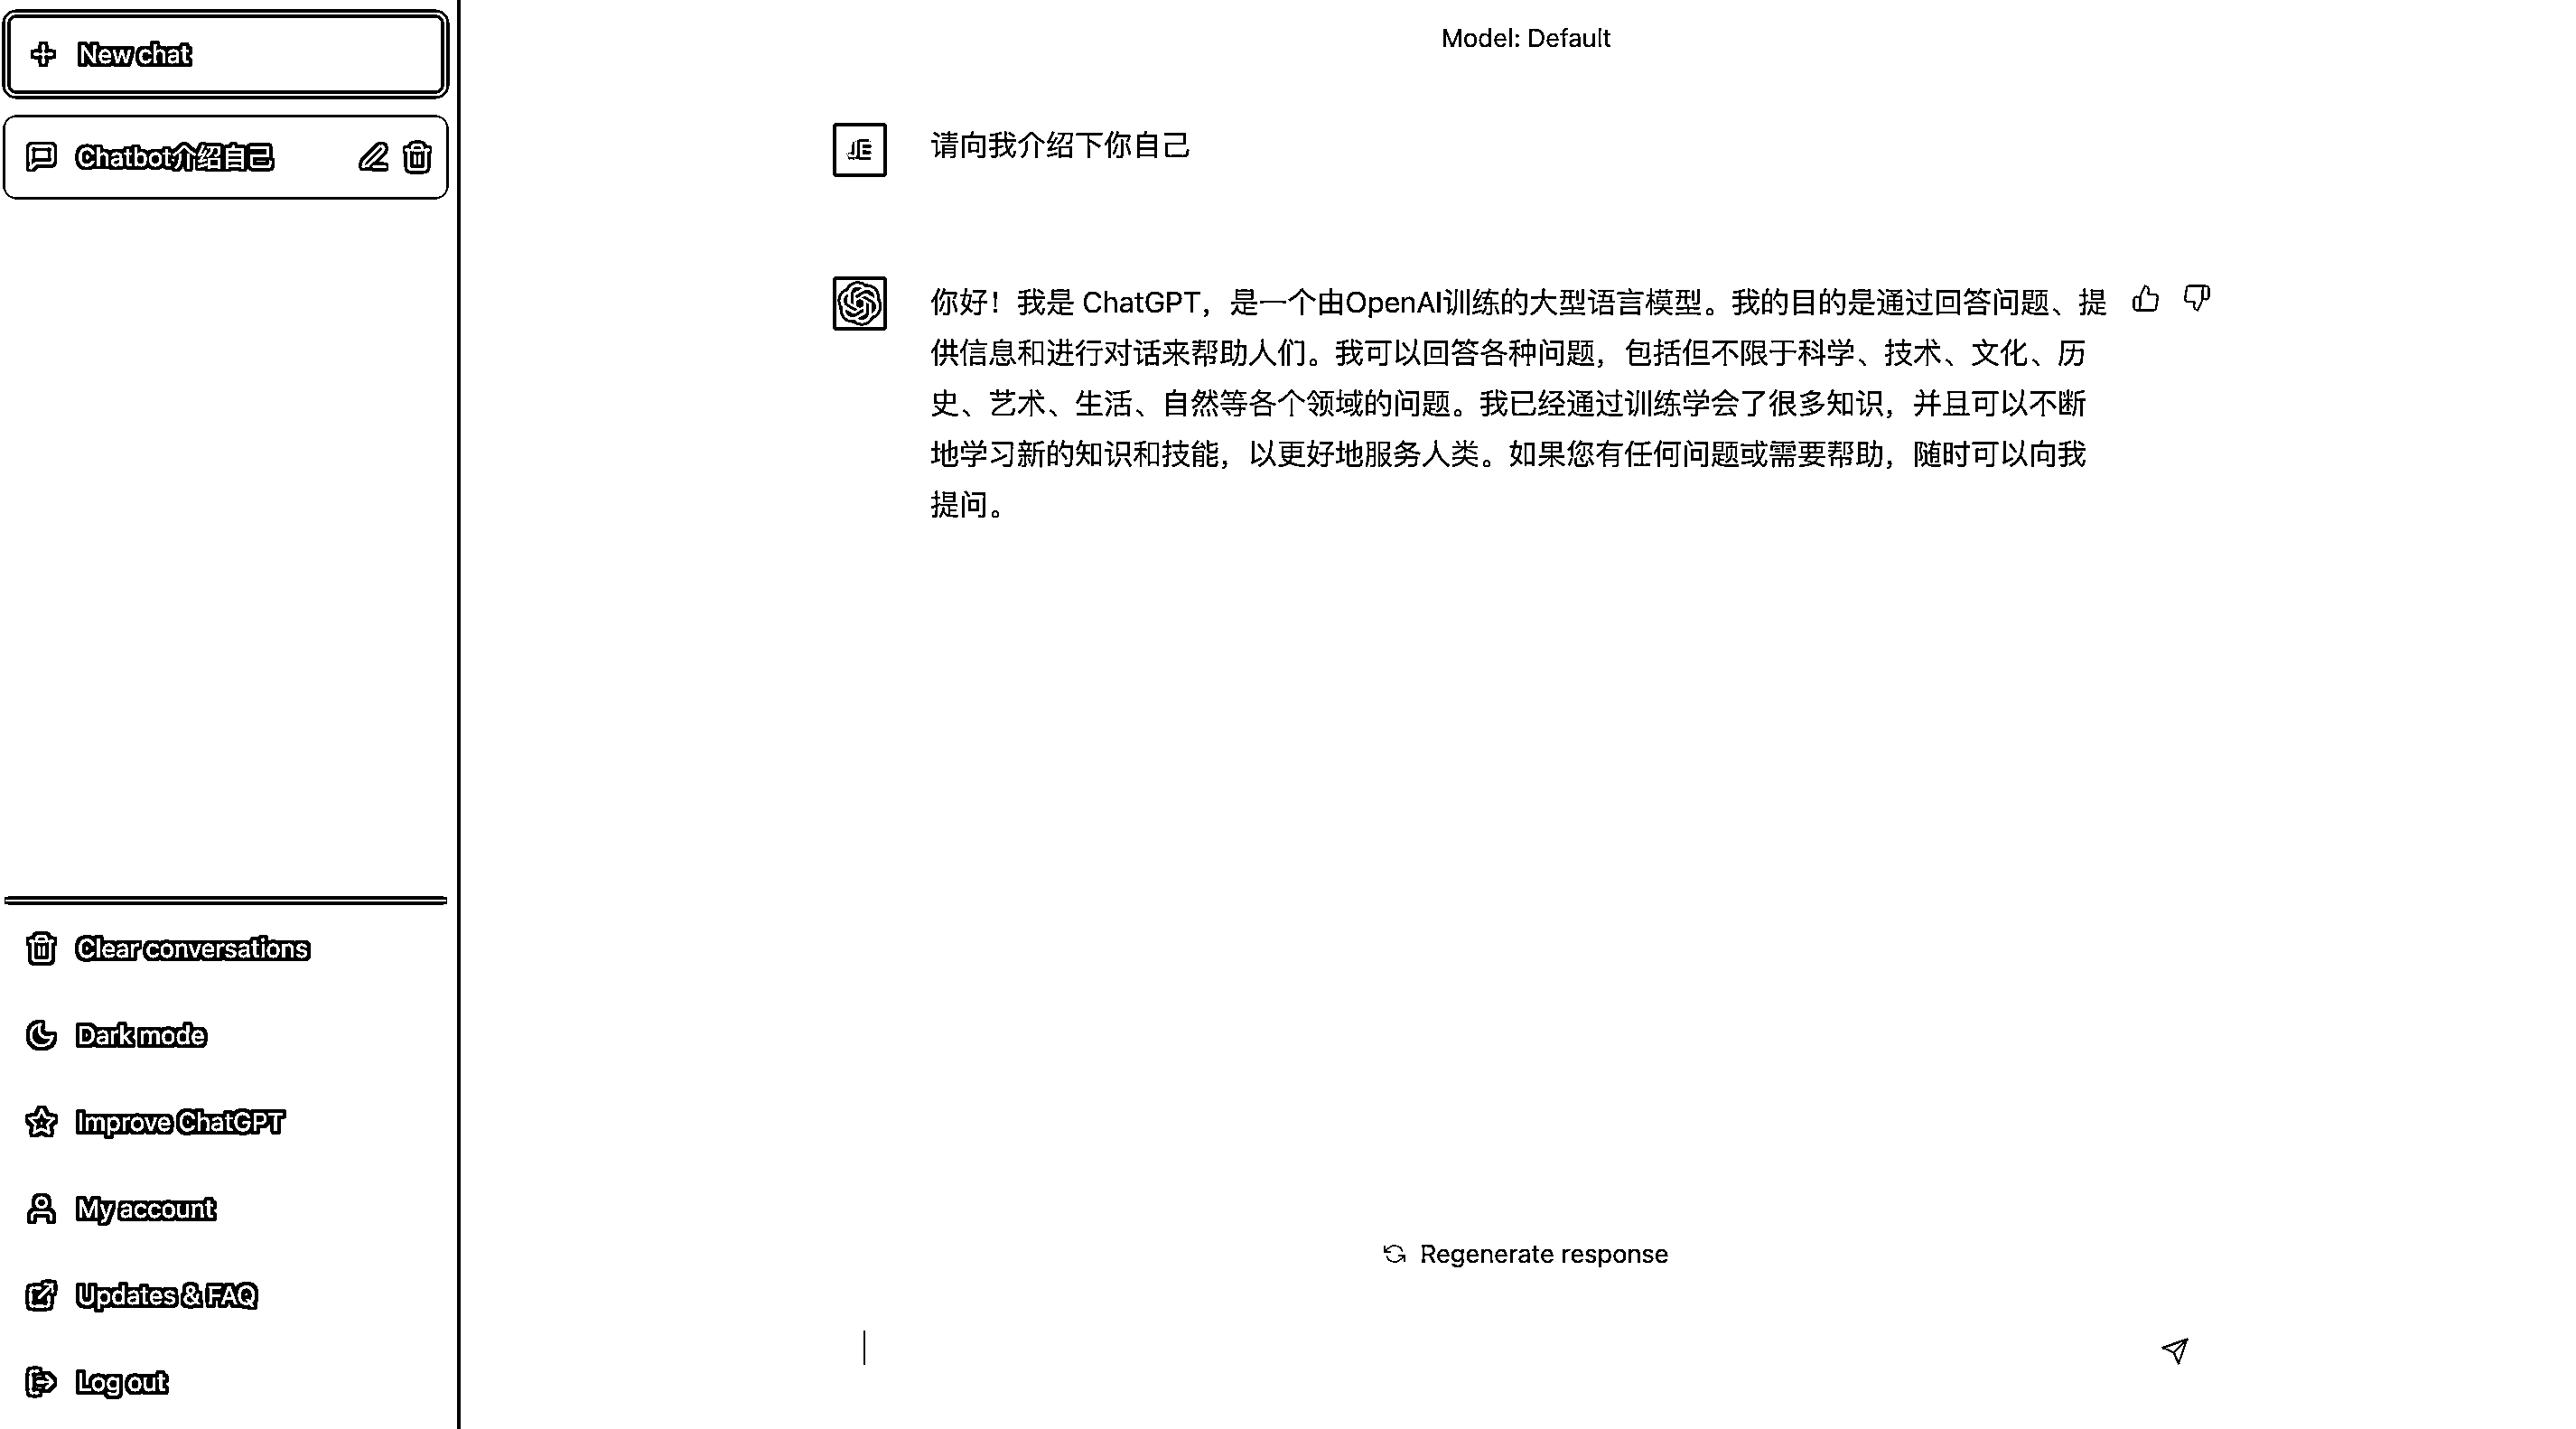 New chat
Chatbot介绍自己
Clear conversations
Dark mode
Improve ChatGPT
My account
Updates & FAQ
Log out
Model: Default
请向我介绍下你自己
你好！我是 ChatGPT，是一个由OpenAI训练的大型语言模型。我的目的是通过回答问题、提
供信息和进行对话来帮助人们。我可以回答各种问题，包括但不限于科学、技术、文化、历
史、艺术、生活、自然等各个领域的问题。我已经通过训练学会了很多知识，并且可以不断
地学习新的知识和技能，以更好地服务人类。如果您有任何问题或需要帮助，随时可以向我
提问。
Regenerate response